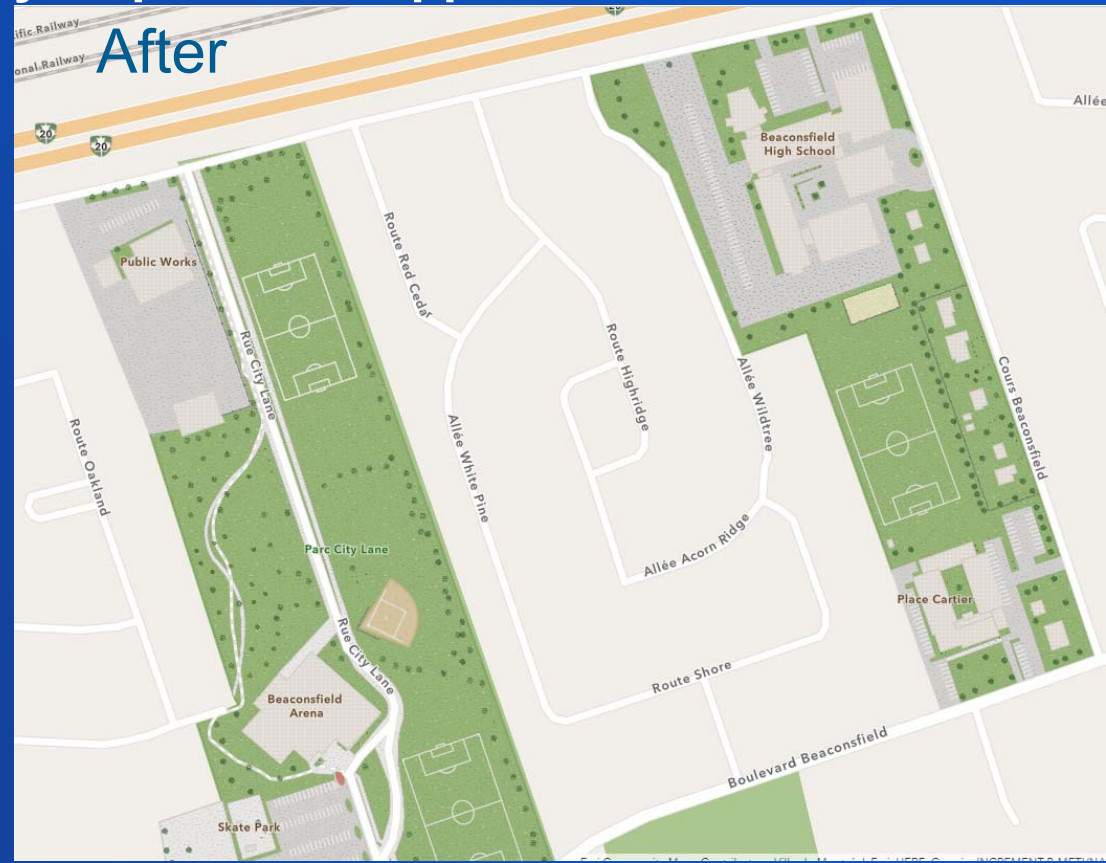 ific Railway
onal Railway
After
20
20
20
Allée
Beaconsfield
High School
Public Works
Route Red Cedar
Rue City Lane
Route Highridge
Allée Wildtree
Cours Beaconsfield
Route Oakland
Allée White Pine
Parc City Lane
Allée Acorn Ridge
Place Cartier
Rue City Lane
Route Shore
Beaconsfield
Arena
Boulevard Beaconsfield
Skate Park